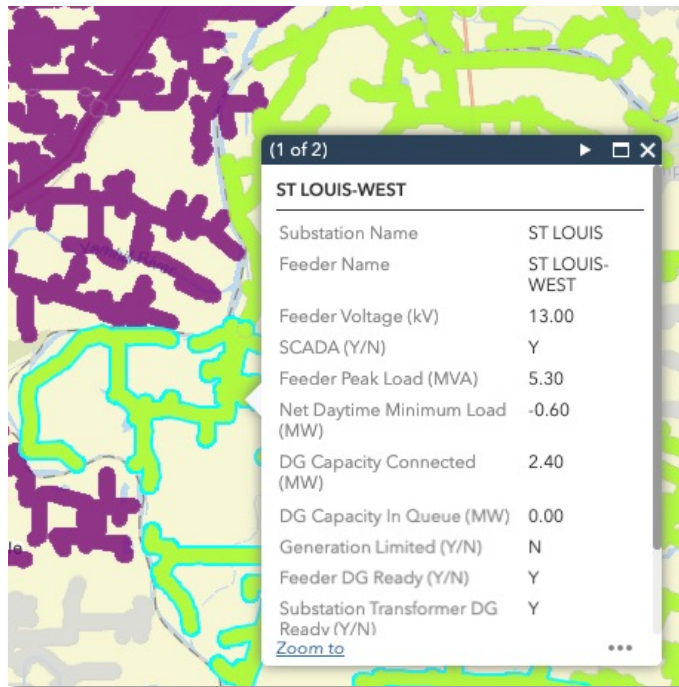 (1 of 2)
ST LOUIS-WEST
Substation Name ST LOUIS
Feeder Name ST LOUIS-
WEST
Feeder Voltage (kV) 13.00
SCADA (Y/N) Y
Feeder Peak Load (MVA) 5.30
Net Daytime Minimum Load -0.60
(MW)
DG Capacity Connected 2.40
(MW)
DG Capacity In Queue (MW) 0.00
Generation Limited (Y/N) N
Feeder DG Ready (Y/N) Y
Substation Transformer DG Y
Ready (Y/N)
Zoom to
Yamhill River